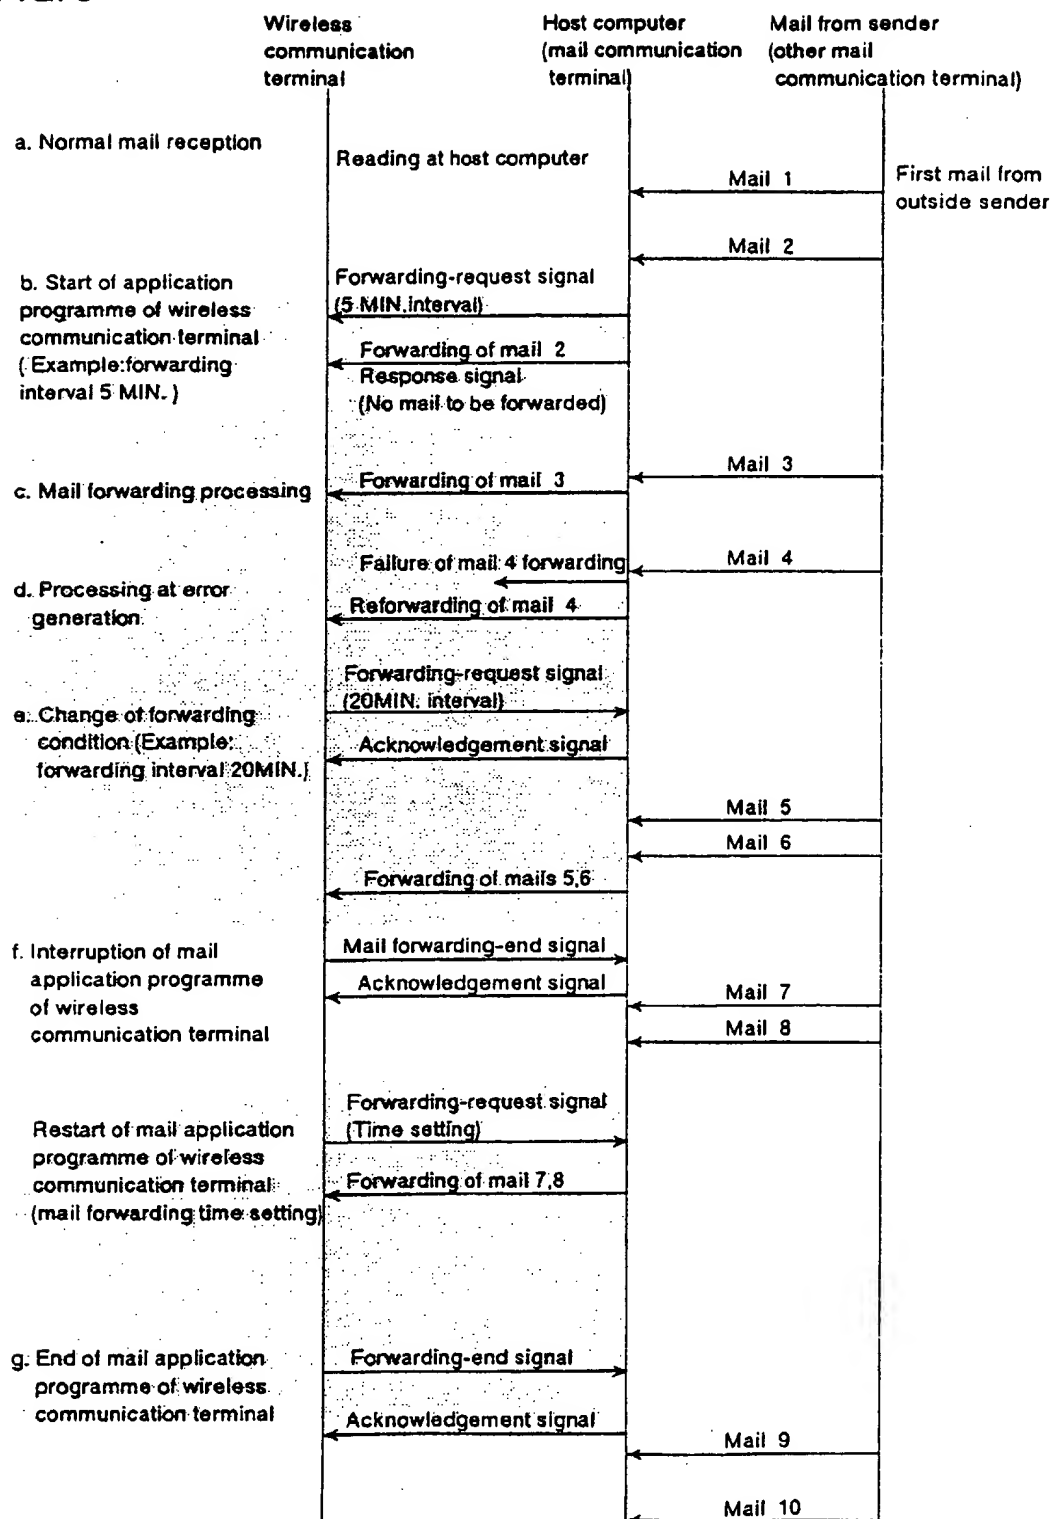 Wireless
communication
terminal
Host computer
(mail communication
terminal)
Mail from sender
(other mail
communication terminal)
a. Normal mail reception
Reading at host computer
Mail 1
First mail from
outside sender
Mail 2
b. Start of application
programme of wireless
communication terminal
(Example:forwarding
interval 5 MIN. )
Forwarding-request signal
(5 MIN.interval)
Forwarding of mail 2
Response signal
(No mail to be forwarded)
Mail 3
c. Mail forwarding processing
Forwarding of mail 3
Failure of mail 4 forwarding
Mail 4
d. Processing at error
generation
Reforwarding of mail 4
Forwarding-request signal
(20MIN. interval)
e. Change of forwarding
condition (Example:
forwarding interval 20MIN.)
Acknowledgement signal
Mail 5
Mail 6
Forwarding of mails 5,6
f. Interruption of mail
application programme
of wireless
communication terminal
Mail forwarding-end signal
Acknowledgement signal
Mail 7
Mail 8
Forwarding-request signal
(Time setting)
Restart of mail application
programme of wireless
communication terminal
(mail forwarding time setting)
Forwarding of mail 7,8
g. End of mail application
programme of wireless
communication terminal
Forwarding-end signal
Acknowledgement signal
Mail 9
Mail 10